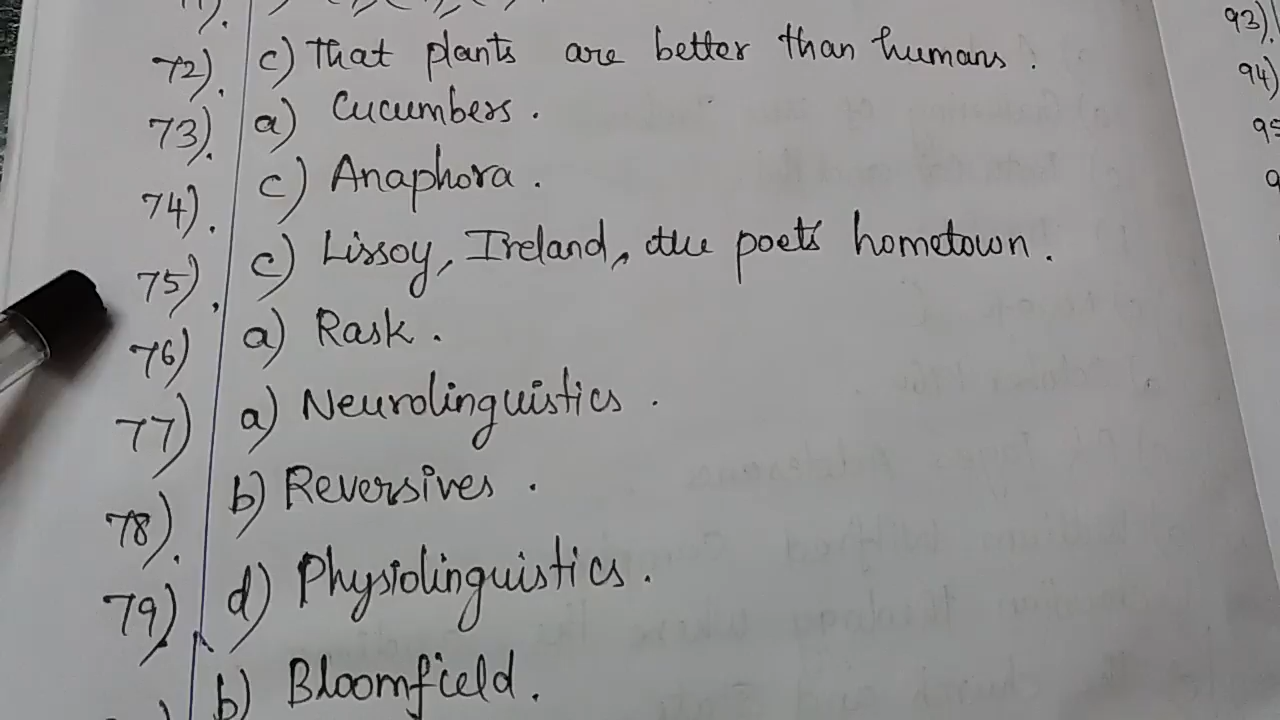 72). c) That plants are better than humans.
73). a) Cucumbers.
74). c) Anaphora.
75). c) Lissoy, Ireland, the poets hometown.
76) a) Rask.
77) a) Neurolinguistics.
78). b) Reversives.
79). d) Physiolinguistics.
b) Bloomfield.
93).
94)